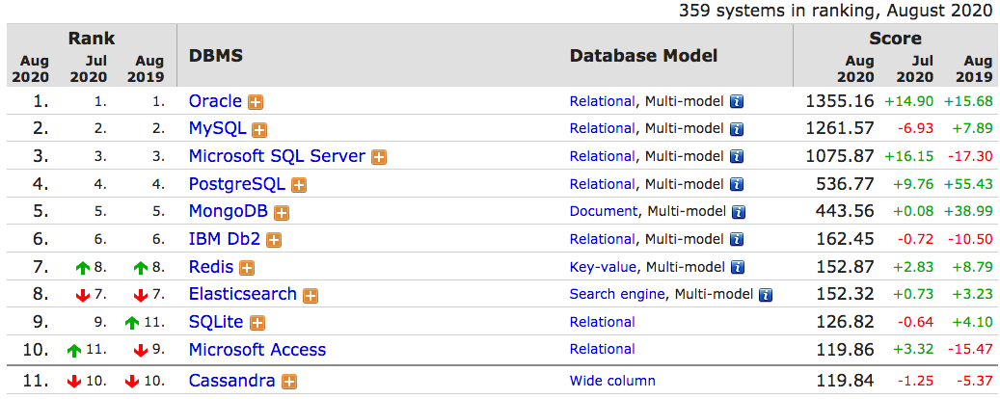 359 systems in ranking, August 2020
Rank DBMS Database Model Score
Aug 2020 Jul 2020 Aug 2019 Aug 2020 Jul 2020 Aug 2019
1. 1. 1. Oracle Relational, Multi-model 1355.16 +14.90 +15.68
2. 2. 2. MySQL Relational, Multi-model 1261.57 -6.93 +7.89
3. 3. 3. Microsoft SQL Server Relational, Multi-model 1075.87 +16.15 -17.30
4. 4. 4. PostgreSQL Relational, Multi-model 536.77 +9.76 +55.43
5. 5. 5. MongoDB Document, Multi-model 443.56 +0.08 +38.99
6. 6. 6. IBM Db2 Relational, Multi-model 162.45 -0.72 -10.50
7. 8. 8. Redis Key-value, Multi-model 152.87 +2.83 +8.79
8. 7. 7. Elasticsearch Search engine, Multi-model 152.32 +0.73 +3.23
9. 9. 11. SQLite Relational 126.82 -0.64 +4.10
10. 11. 9. Microsoft Access Relational 119.86 +3.32 -15.47
11. 10. 10. Cassandra Wide column 119.84 -1.25 -5.37